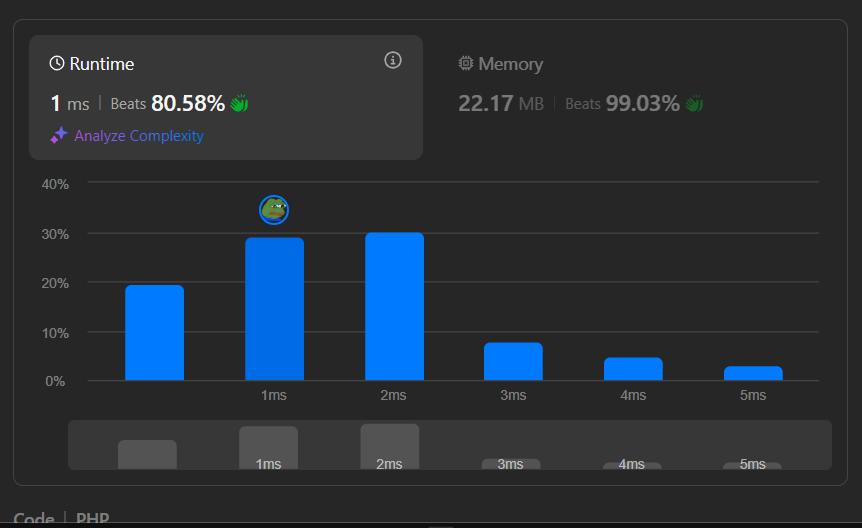 Runtime
1 ms | Beats 80.58%
Analyze Complexity
Memory
22.17 MB | Beats 99.03%
40%
30%
20%
10%
0%
1ms 2ms 3ms 4ms 5ms
1ms 2ms 3ms 4ms 5ms
Code | PHP